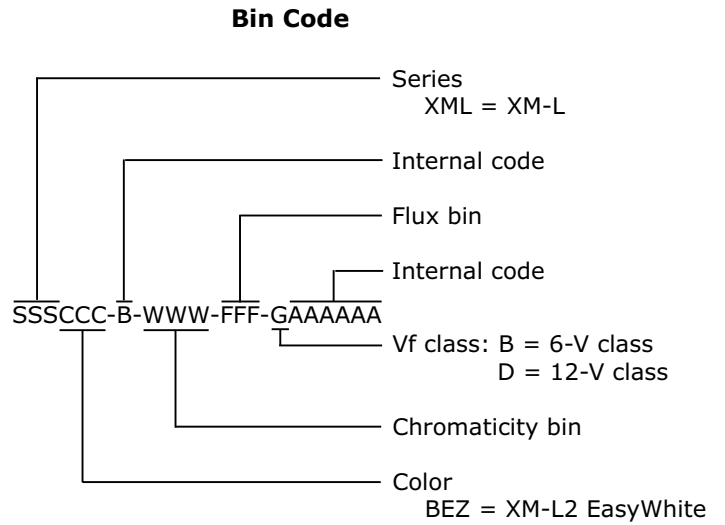 Bin Code
Series
XML = XM-L
Internal code
Flux bin
Internal code
SSSCCC-B-WWW-FFF-GAAAAAA
Vf class: B = 6-V class
D = 12-V class
Chromaticity bin
Color
BEZ = XM-L2 EasyWhite